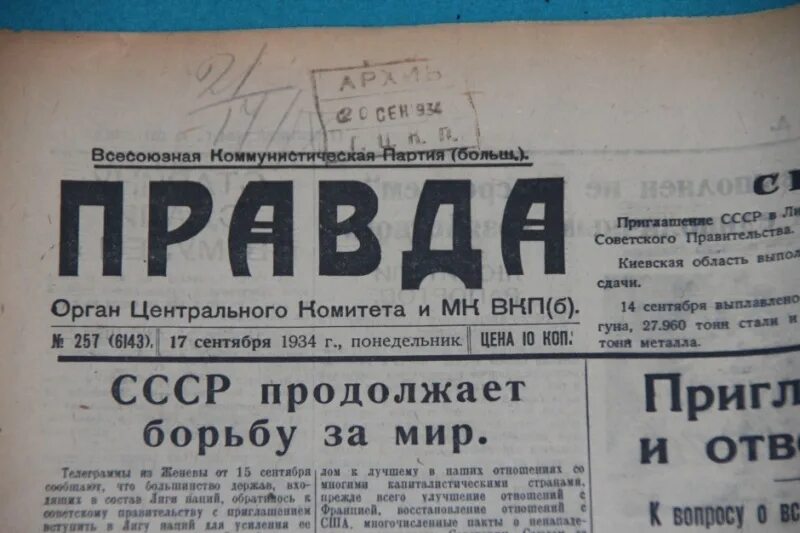 21/
АРХИВ
20 СЕН 934
Г. Ц. К. П.
Всесоюзная Коммунистическая Партия (больш.).
ПРАВДА
Орган Центрального Комитета и МК ВКП(б).
№ 257 (6143). 17 сентября 1934 г., понедельник. ЦЕНА 10 КОП.
СССР продолжает
борьбу за мир.
Телеграммы из Женевы от 15 сентября
сообщают, что большинство держав, вхо-
дящих в состав Лиги наций, обратилось к
советскому правительству с приглашением
вступить в Лигу наций для усиления ее
лом к лучшему в наших отношениях со
многими капиталистическими странами,
прежде всего улучшение отношений с
Францией, восстановление отношений с
США, многочисленные пакты о ненападе-
Приглашение СССР в Ли
Советского Правительства.
Киевская область выпол
сдачи.
14 сентября выплавлено
гуна, 27.960 тонн стали и
тонн металла.
Пригл
и отв
К вопросу о вс